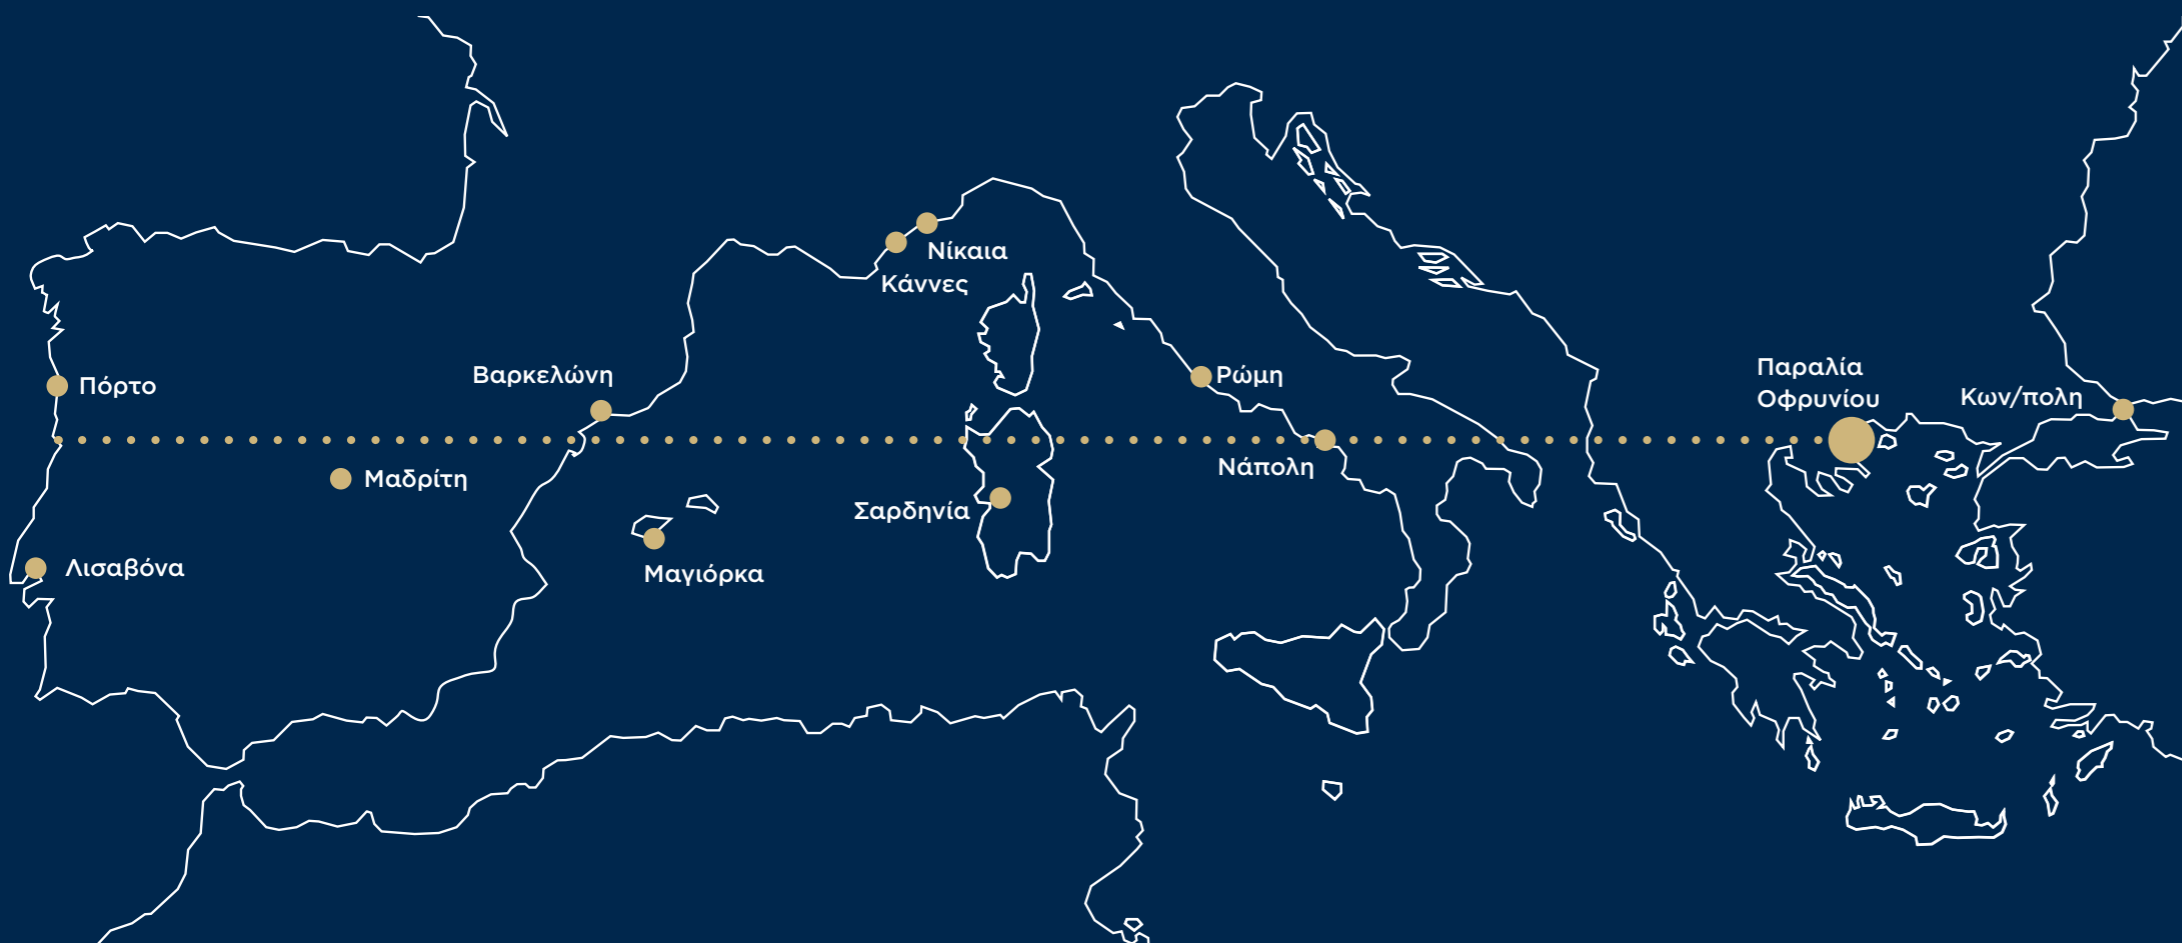 Νίκαια
Κάννες
Πόρτο
Βαρκελώνη
Ρώμη
Παραλία
Οφρυνίου
Κων/πολη
Μαδρίτη
Νάπολη
Σαρδηνία
Λισαβόνα
Μαγιόρκα